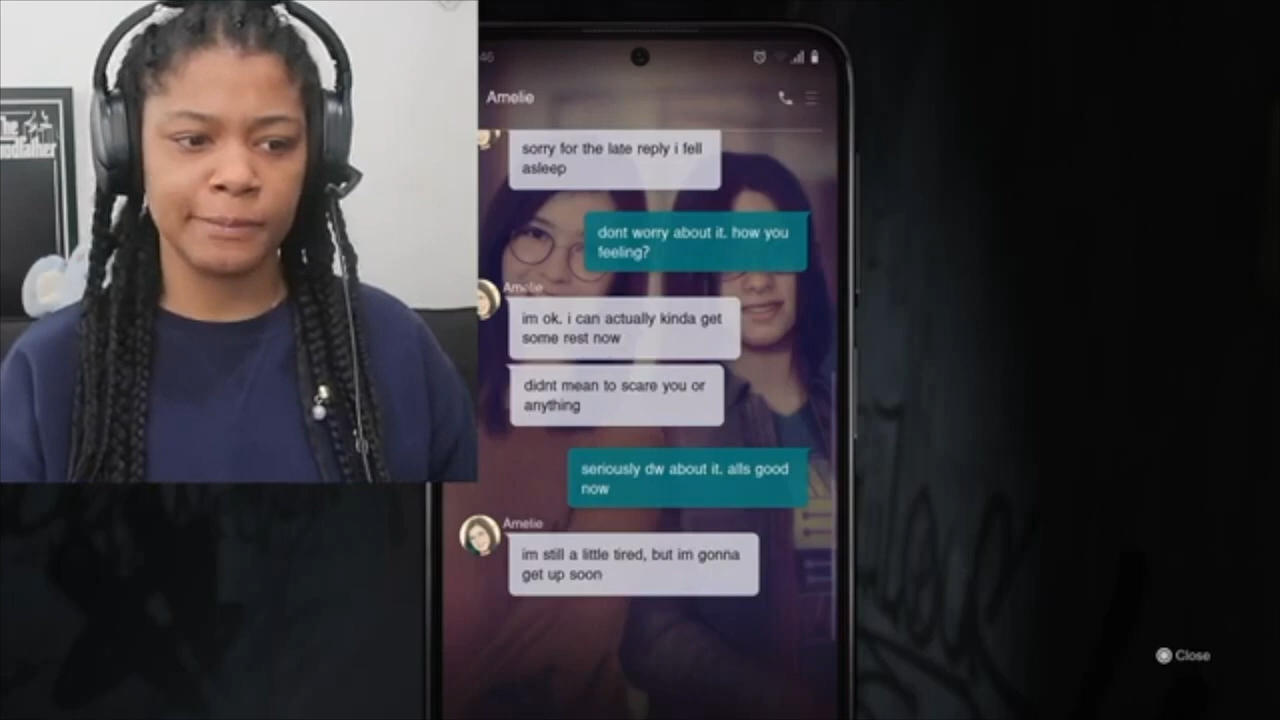 The
Godfather
46
Amelie
sorry for the late reply i fell
asleep
dont worry about it. how you
feeling?
Amelie
im ok. i can actually kinda get
some rest now
didnt mean to scare you or
anything
seriously dw about it. alls good
now
Amelie
im still a little tired, but im gonna
get up soon
Close